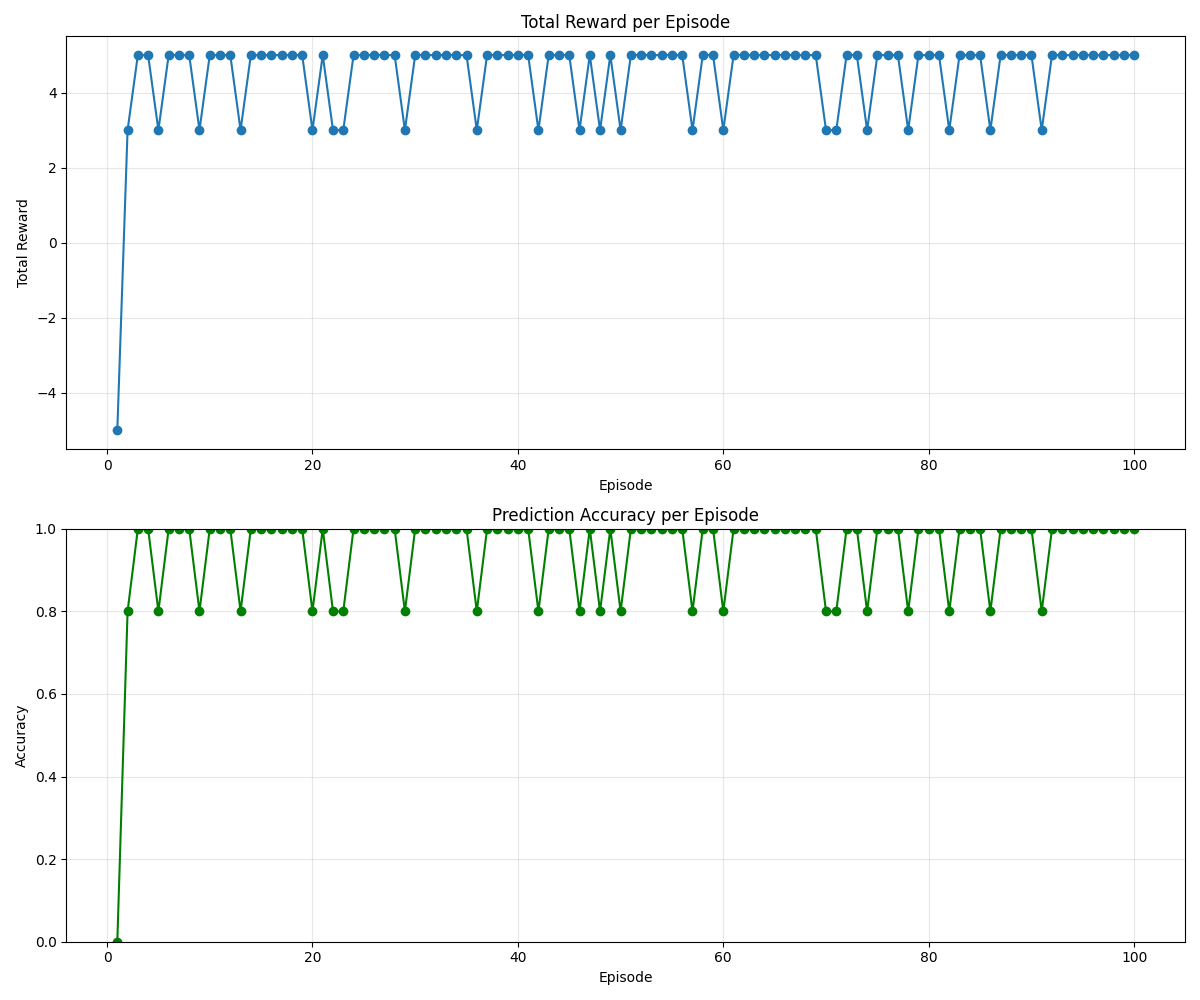 Total Reward per Episode
Total Reward
4
2
0
−2
−4
0 20 40 60 80 100
Episode
Prediction Accuracy per Episode
Accuracy
1.0
0.8
0.6
0.4
0.2
0.0
0 20 40 60 80 100
Episode